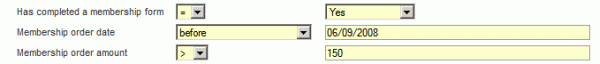 Has completed a membership form = Yes
Membership order date before 06/09/2008
Membership order amount > 150